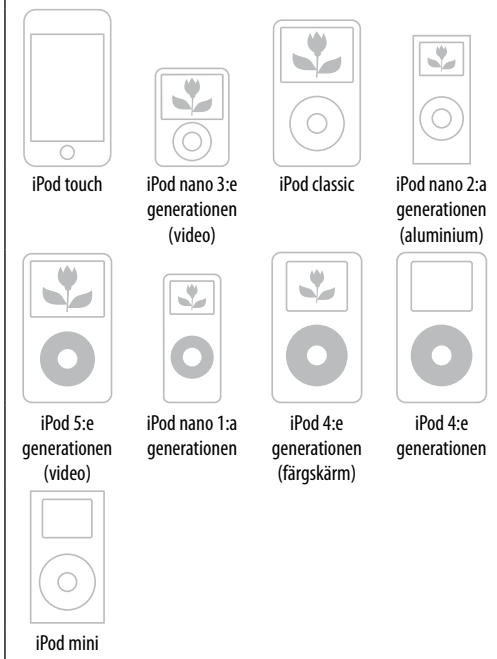 iPod touch
iPod nano 3:e
generationen
(video)
iPod classic
iPod nano 2:a
generationen
(aluminium)
iPod 5:e
generationen
(video)
iPod nano 1:a
generationen
iPod 4:e
generationen
(färgskärm)
iPod 4:e
generationen
iPod mini